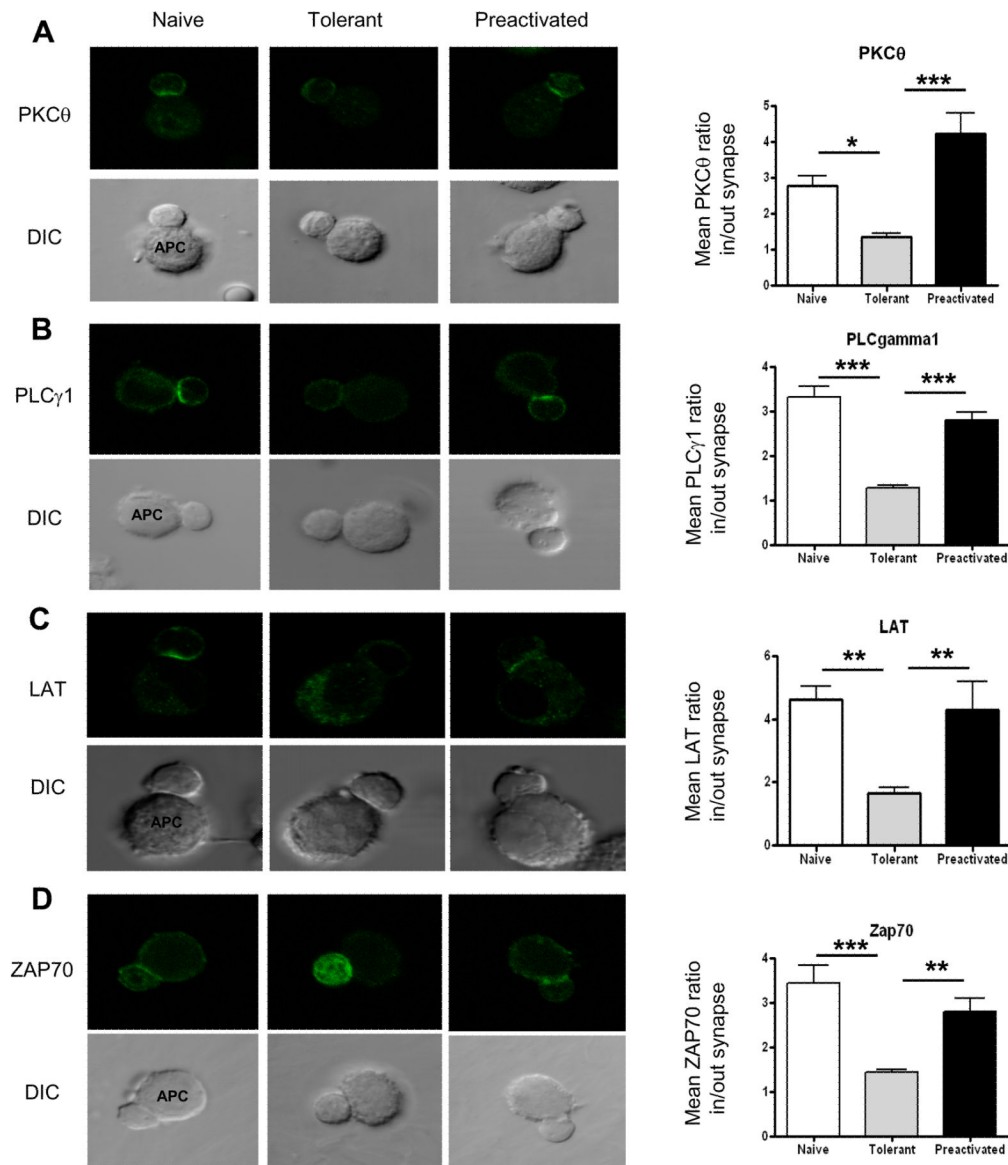 Naive Tolerant Preactivated
A
PKCθ
DIC
APC
PKCθ
***
*
Mean PKCθ ratio
in/out synapse
5
4
3
2
1
0
Naive Tolerant Preactivated
B
PLCγ1
DIC
APC
PLCgamma1
*** ***
Mean PLCγ1 ratio
in/out synapse
4
3
2
1
0
Naive Tolerant Preactivated
C
LAT
DIC
APC
LAT
** **
Mean LAT ratio
in/out synapse
6
4
2
0
Naive Tolerant Preactivated
D
ZAP70
DIC
APC
Zap70
*** **
Mean ZAP70 ratio
in/out synapse
4
3
2
1
0
Naive Tolerant Preactivated